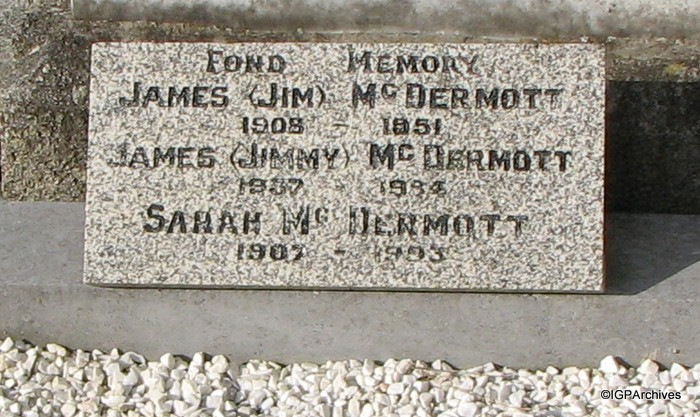 FOND MEMORY
JAMES (JIM) McDERMOTT
1908 - 1951
JAMES (JIMMY) McDERMOTT
1937 - 1984
SARAH McDERMOTT
1907 - 1993
©IGPArchives